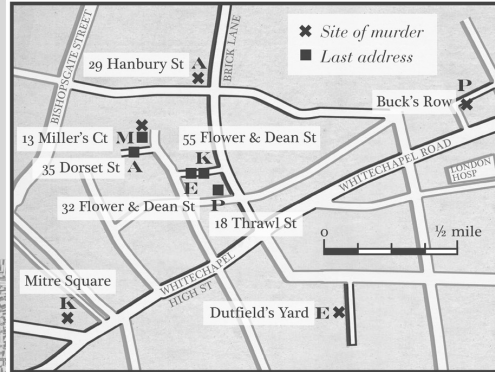 ✖ Site of murder
■ Last address
BISHOPSGATE STREET
BRICK LANE
29 Hanbury St A
P
Buck's Row
13 Miller's Ct M
55 Flower & Dean St
35 Dorset St A
K
E
WHITECHAPEL ROAD
LONDON
HOSP
32 Flower & Dean St
P
18 Thrawl St
0 ½ mile
WHITECHAPEL
HIGH ST
Mitre Square
K
Dutfield's Yard E